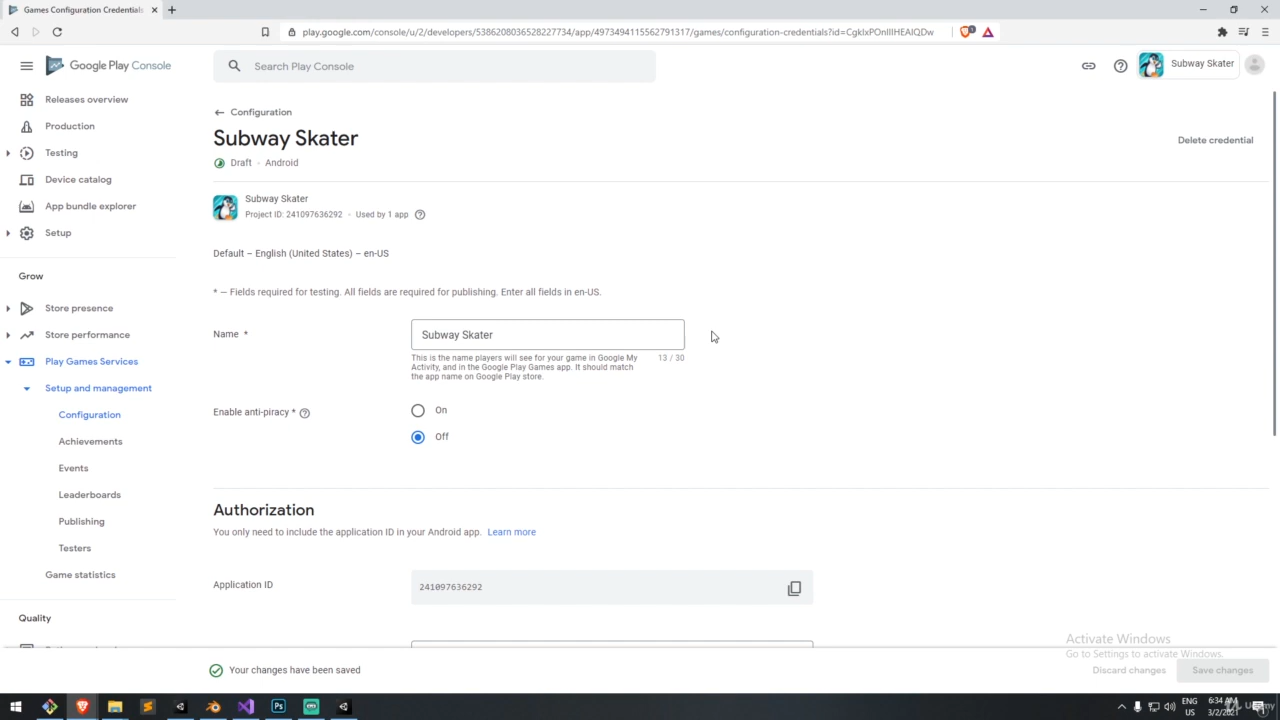 Games Configuration Credentials
play.google.com/console/u/2/developers/5386208036528227734/app/4973494115562791317/games/configuration-credentials?id=CgkIxPOnlIIHEAIQDw
Google Play Console
Search Play Console
Subway Skater
Releases overview
Production
Testing
Device catalog
App bundle explorer
Setup
Grow
Store presence
Store performance
Play Games Services
Setup and management
Configuration
Achievements
Events
Leaderboards
Publishing
Testers
Game statistics
Quality
Configuration
Subway Skater
Delete credential
Draft - Android
Subway Skater
Project ID: 241097636292 · Used by 1 app
Default – English (United States) – en-US
* — Fields required for testing. All fields are required for publishing. Enter all fields in en-US.
Name *
Subway Skater
This is the name players will see for your game in Google My
13 / 30
Activity, and in the Google Play Games app. It should match
the app name on Google Play store.
Enable anti-piracy *
On
Off
Authorization
You only need to include the application ID in your Android app. Learn more
Application ID
241097636292
Activate Windows
Go to Settings to activate Windows.
Your changes have been saved
Discard changes
Save changes
ENG
US
6:34 AM
Udemy